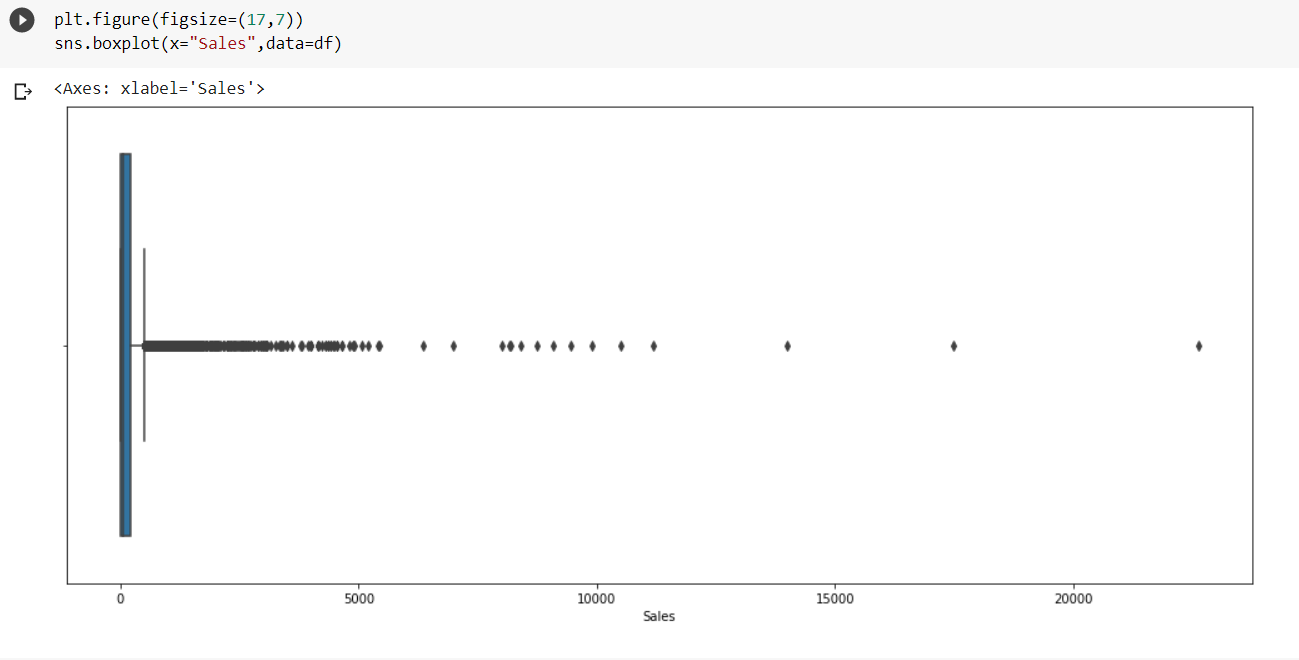 plt.figure(figsize=(17,7))
sns.boxplot(x="Sales",data=df)
<Axes: xlabel='Sales'>
0 5000 10000 15000 20000
Sales